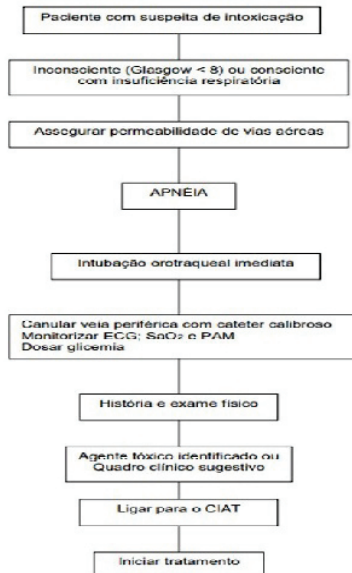 Paciente com suspeita de intoxicação
Inconsciente (Glasgow < 8) ou consciente
com insuficiência respiratória
Assegurar permeabilidade de vias aéreas
APNÉIA
Intubação orotraqueal imediata
Canular veia periférica com cateter calibroso
Monitorizar ECG; SaO₂ e PAM
Dosar glicemia
História e exame físico
Agente tóxico identificado ou
Quadro clínico sugestivo
Ligar para o CIAT
Iniciar tratamento